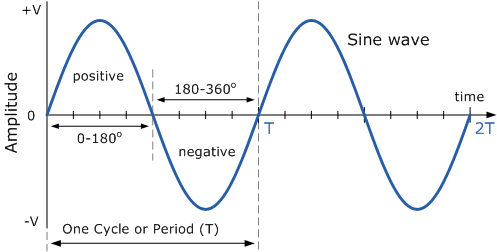 +V
Sine wave
positive
180-360°
time
Amplitude
0
0-180°
T
2T
negative
-V
One Cycle or Period (T)